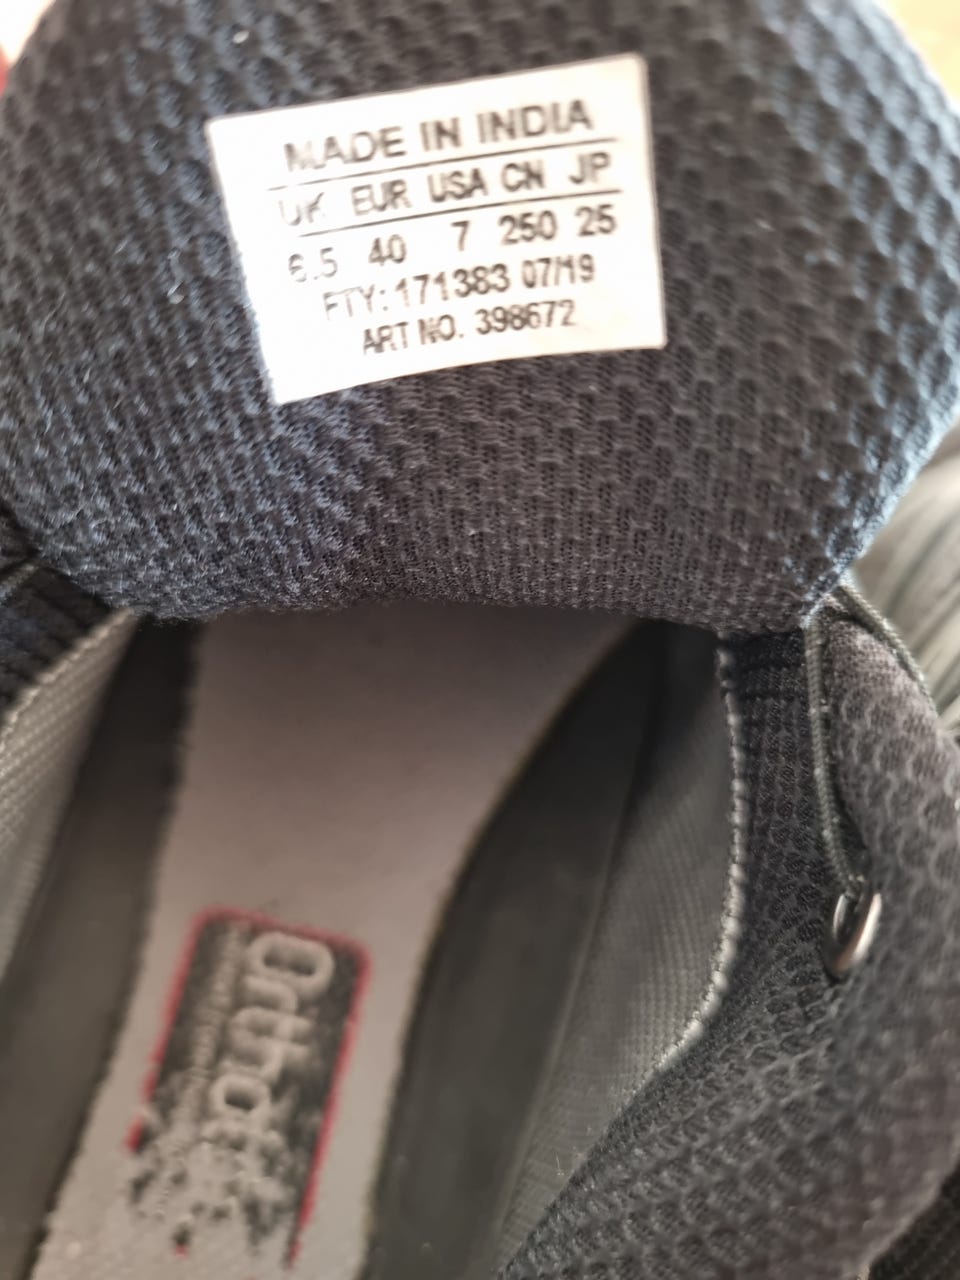 MADE IN INDIA
UK EUR USA CN JP
6.5 40 7 250 25
FTY: 171383 07/19
ART NO. 398672